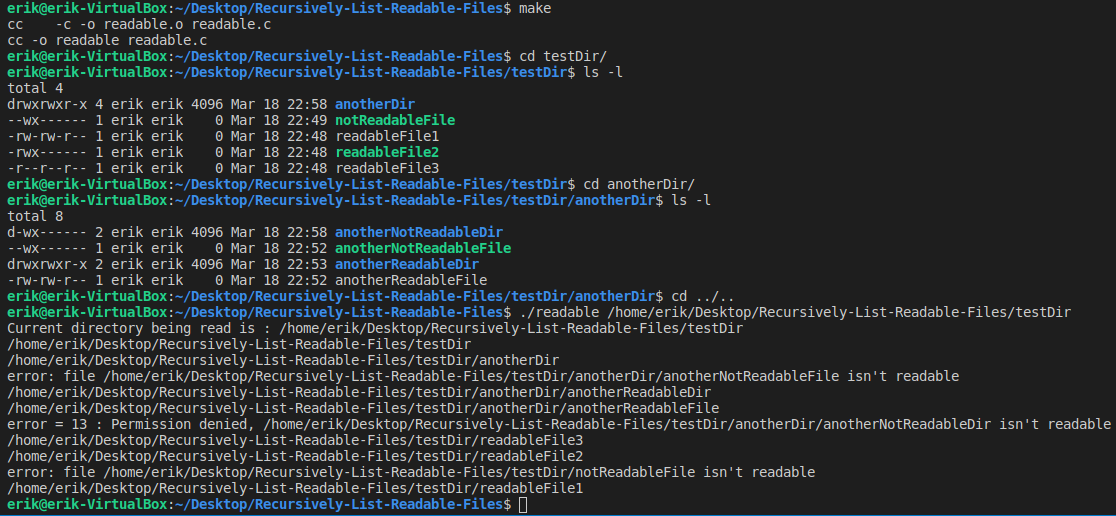 erik@erik-VirtualBox:~/Desktop/Recursively-List-Readable-Files$ make
cc    -c -o readable.o readable.c
cc -o readable readable.c
erik@erik-VirtualBox:~/Desktop/Recursively-List-Readable-Files$ cd testDir/
erik@erik-VirtualBox:~/Desktop/Recursively-List-Readable-Files/testDir$ ls -l
total 4
drwxrwxr-x 4 erik erik 4096 Mar 18 22:58 anotherDir
--wx------ 1 erik erik    0 Mar 18 22:49 notReadableFile
-rw-rw-r-- 1 erik erik    0 Mar 18 22:48 readableFile1
-rwx------ 1 erik erik    0 Mar 18 22:48 readableFile2
-r--r--r-- 1 erik erik    0 Mar 18 22:48 readableFile3
erik@erik-VirtualBox:~/Desktop/Recursively-List-Readable-Files/testDir$ cd anotherDir/
erik@erik-VirtualBox:~/Desktop/Recursively-List-Readable-Files/testDir/anotherDir$ ls -l
total 8
d-wx------ 2 erik erik 4096 Mar 18 22:58 anotherNotReadableDir
--wx------ 1 erik erik    0 Mar 18 22:52 anotherNotReadableFile
drwxrwxr-x 2 erik erik 4096 Mar 18 22:53 anotherReadableDir
-rw-rw-r-- 1 erik erik    0 Mar 18 22:52 anotherReadableFile
erik@erik-VirtualBox:~/Desktop/Recursively-List-Readable-Files/testDir/anotherDir$ cd ../..
erik@erik-VirtualBox:~/Desktop/Recursively-List-Readable-Files$ ./readable /home/erik/Desktop/Recursively-List-Readable-Files/testDir
Current directory being read is : /home/erik/Desktop/Recursively-List-Readable-Files/testDir
/home/erik/Desktop/Recursively-List-Readable-Files/testDir
/home/erik/Desktop/Recursively-List-Readable-Files/testDir/anotherDir
error: file /home/erik/Desktop/Recursively-List-Readable-Files/testDir/anotherDir/anotherNotReadableFile isn't readable
/home/erik/Desktop/Recursively-List-Readable-Files/testDir/anotherDir/anotherReadableDir
/home/erik/Desktop/Recursively-List-Readable-Files/testDir/anotherDir/anotherReadableFile
error = 13 : Permission denied, /home/erik/Desktop/Recursively-List-Readable-Files/testDir/anotherDir/anotherNotReadableDir isn't readable
/home/erik/Desktop/Recursively-List-Readable-Files/testDir/readableFile3
/home/erik/Desktop/Recursively-List-Readable-Files/testDir/readableFile2
error: file /home/erik/Desktop/Recursively-List-Readable-Files/testDir/notReadableFile isn't readable
/home/erik/Desktop/Recursively-List-Readable-Files/testDir/readableFile1
erik@erik-VirtualBox:~/Desktop/Recursively-List-Readable-Files$